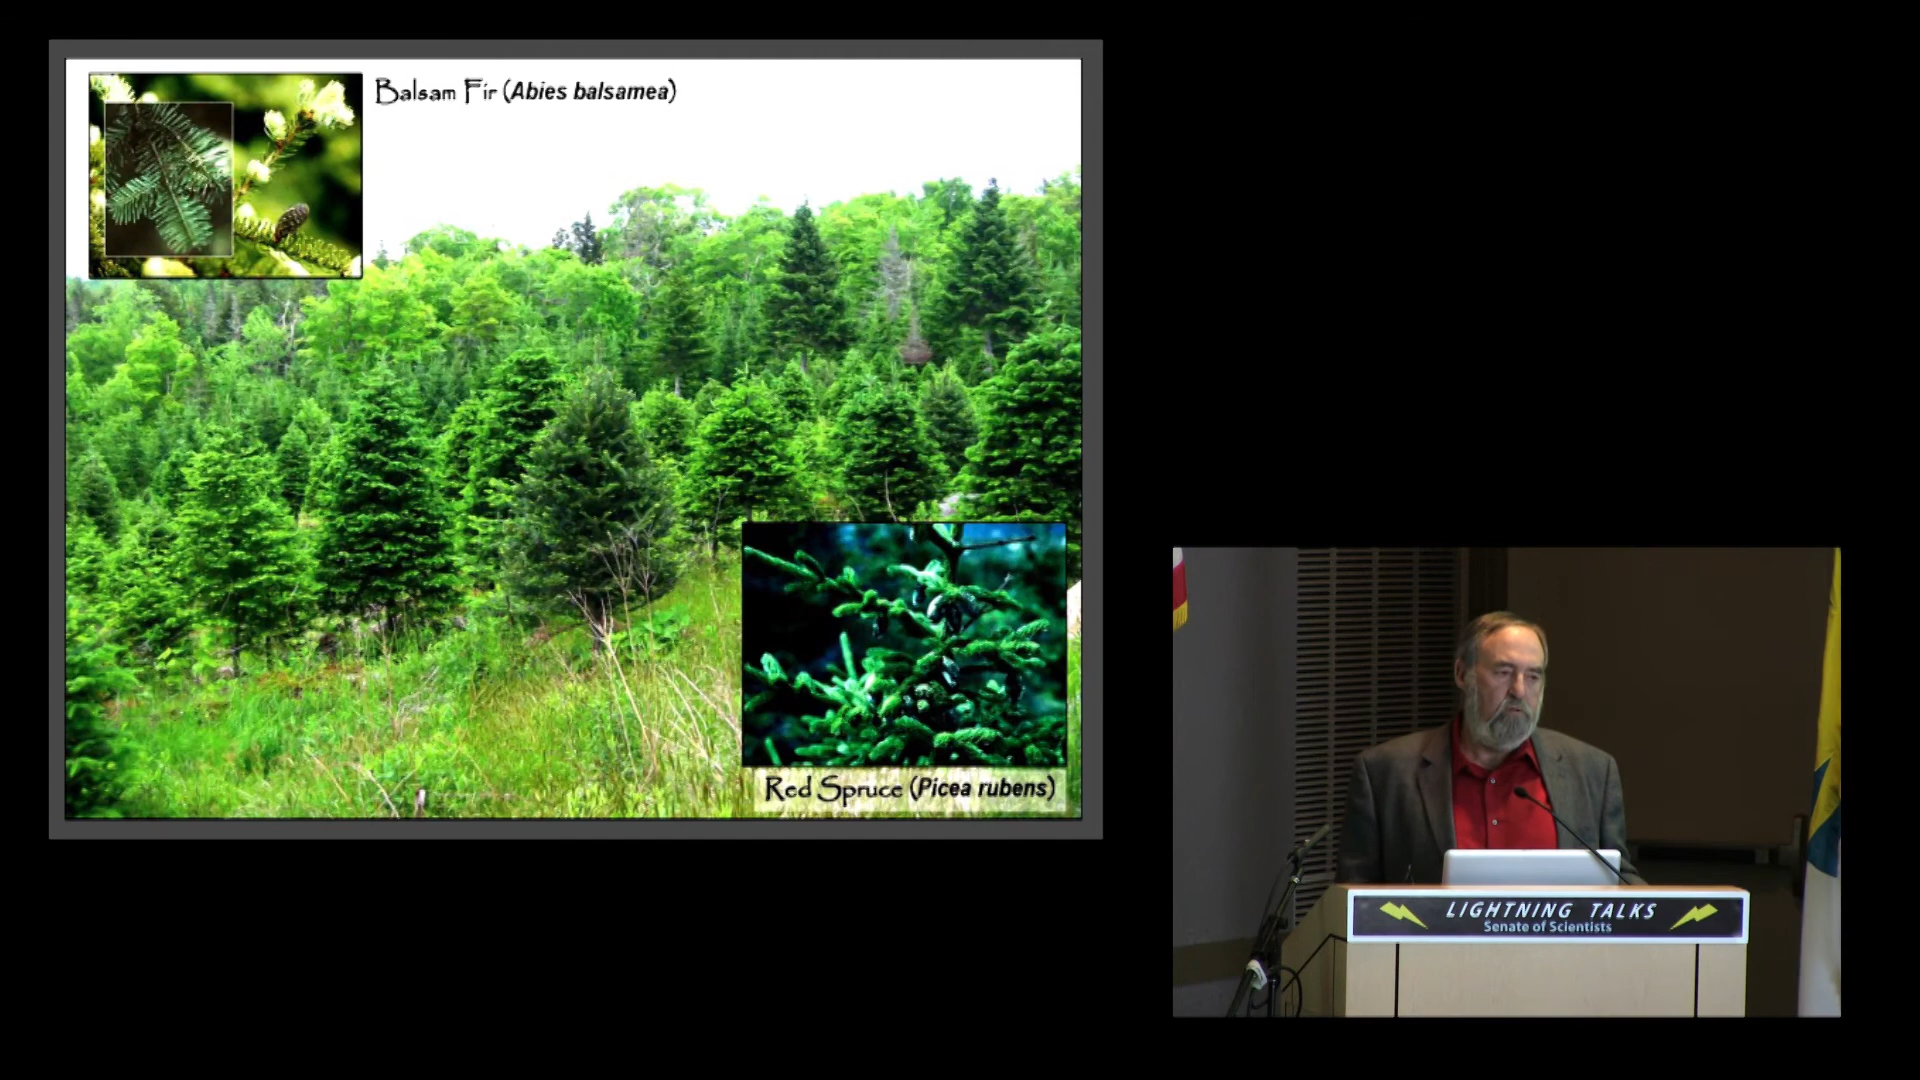 Balsam Fir (Abies balsamea)
Red Spruce (Picea rubens)
LIGHTNING TALKS
Senate of Scientists